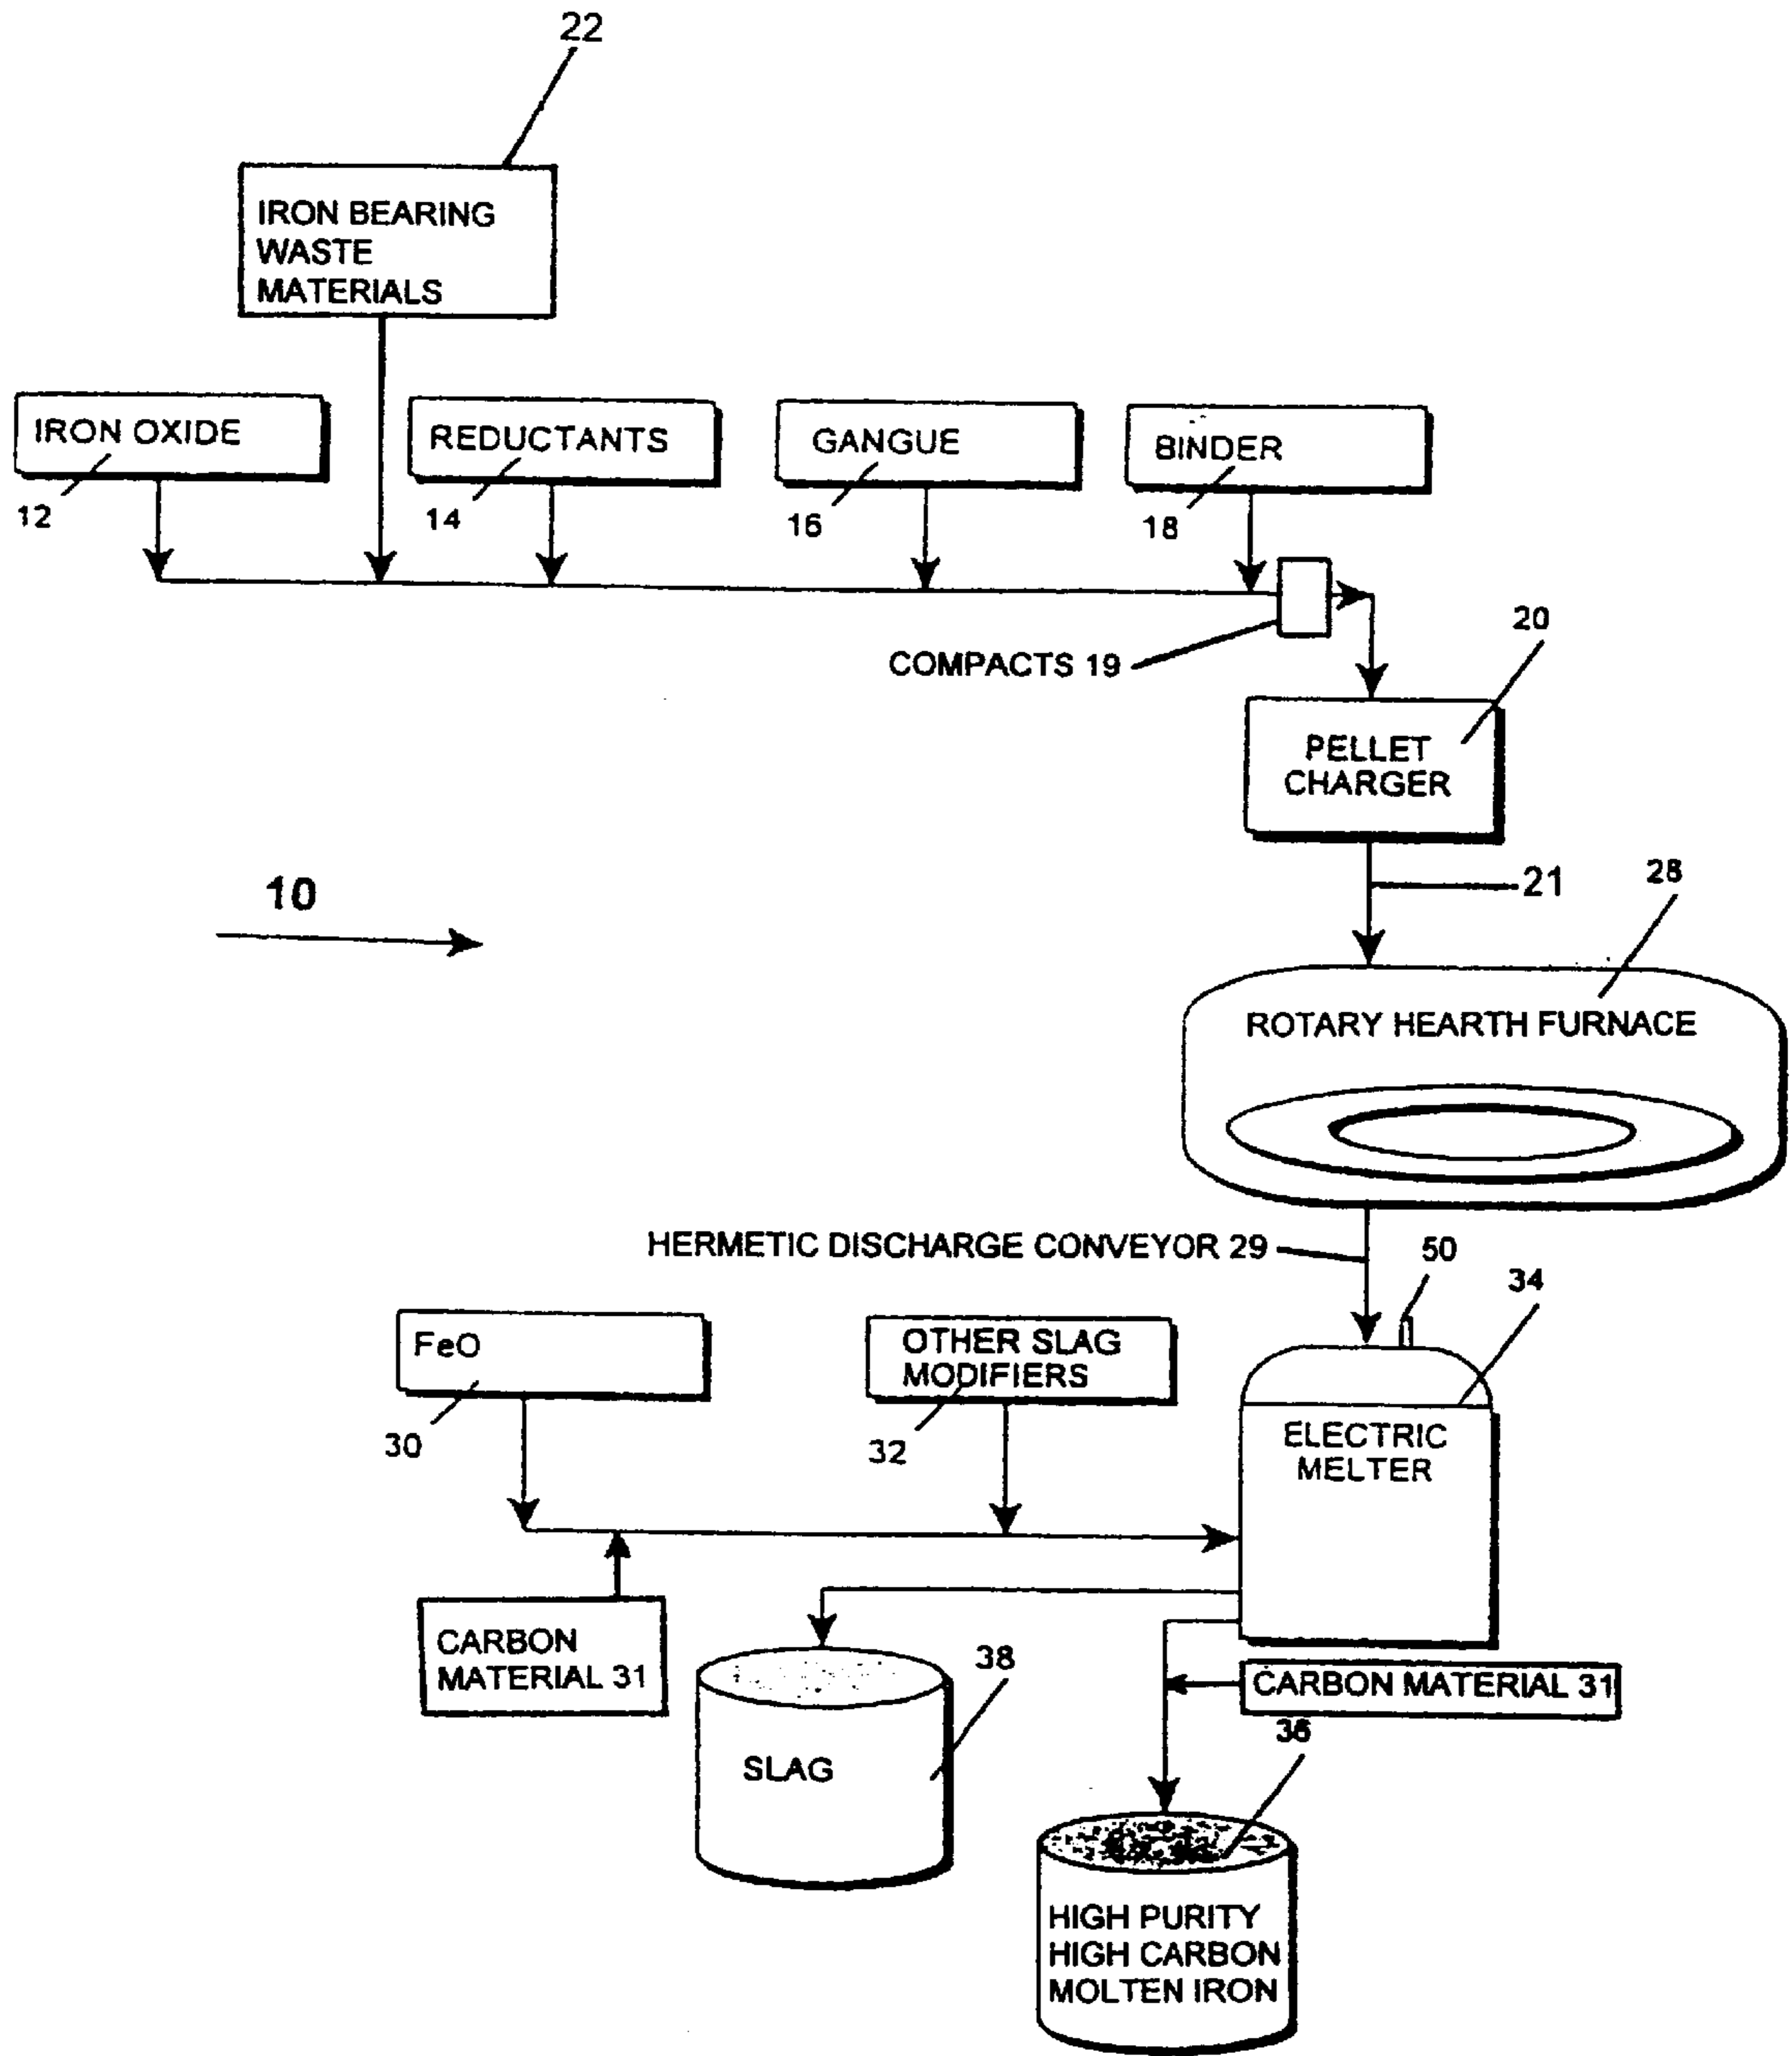 22
IRON BEARING
WASTE
MATERIALS
IRON OXIDE
REDUCTANTS
GANGUE
BINDER
12
14
16
18
COMPACTS 19
20
PELLET
CHARGER
10
21
28
ROTARY HEARTH FURNACE
HERMETIC DISCHARGE CONVEYOR 29
50
34
FeO
OTHER SLAG
MODIFIERS
30
32
ELECTRIC
MELTER
CARBON
MATERIAL 31
38
CARBON MATERIAL 31
36
SLAG
HIGH PURITY
HIGH CARBON
MOLTEN IRON